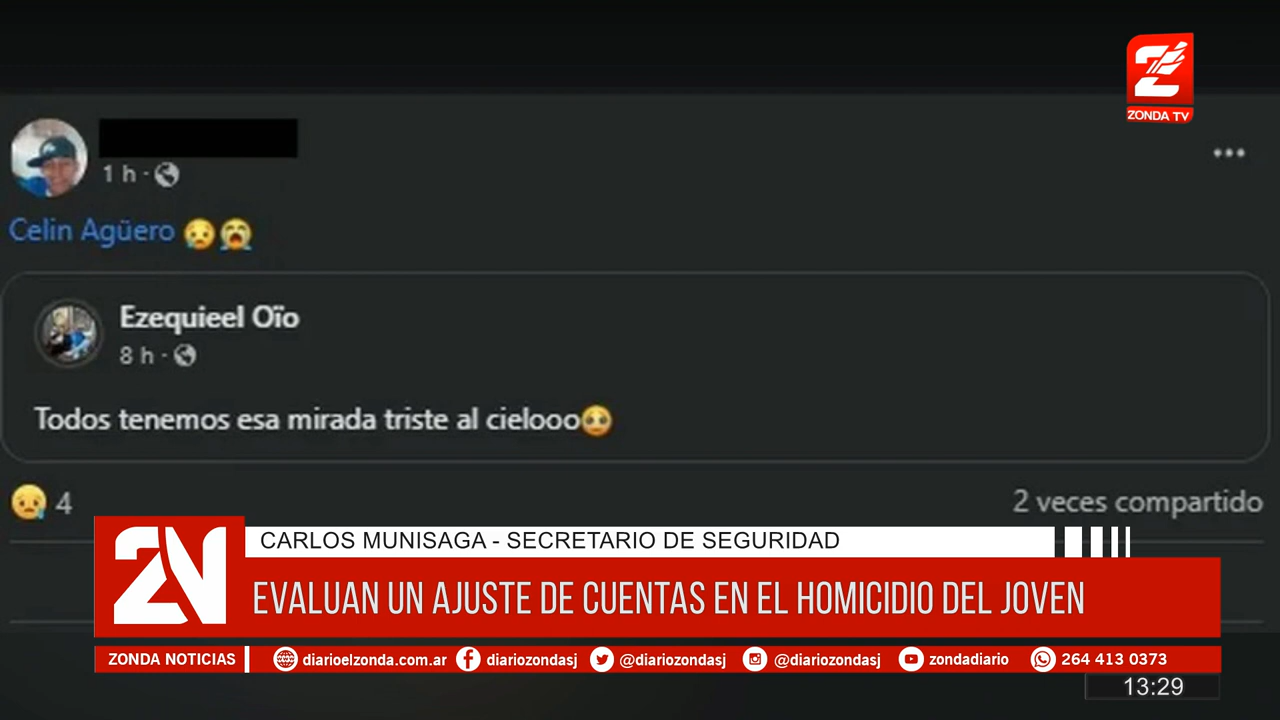 ZONDA TV
1 h ·
Celin Agüero 😥😭
Ezequieel Oïo
8 h ·
Todos tenemos esa mirada triste al cielooo🥺
4
2 veces compartido
ZN
CARLOS MUNISAGA - SECRETARIO DE SEGURIDAD
EVALUAN UN AJUSTE DE CUENTAS EN EL HOMICIDIO DEL JOVEN
ZONDA NOTICIAS diarioelzonda.com.ar diariozondasj @diariozondasj @diariozondasj zondadiario 264 413 0373
13:29